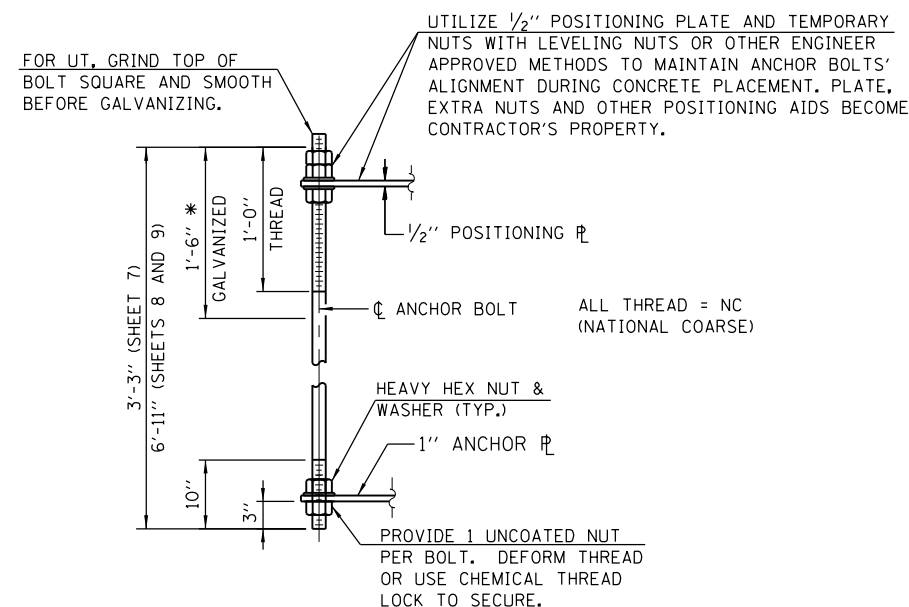 UTILIZE 1/2'' POSITIONING PLATE AND TEMPORARY
NUTS WITH LEVELING NUTS OR OTHER ENGINEER
APPROVED METHODS TO MAINTAIN ANCHOR BOLTS'
ALIGNMENT DURING CONCRETE PLACEMENT. PLATE,
EXTRA NUTS AND OTHER POSITIONING AIDS BECOME
CONTRACTOR'S PROPERTY.
FOR UT, GRIND TOP OF
BOLT SQUARE AND SMOOTH
BEFORE GALVANIZING.
3'-3'' (SHEET 7)
6'-11'' (SHEETS 8 AND 9)
1'-6'' *
GALVANIZED
1'-0''
THREAD
1/2'' POSITIONING ⅊
℄ ANCHOR BOLT
ALL THREAD = NC
(NATIONAL COARSE)
HEAVY HEX NUT &
WASHER (TYP.)
1'' ANCHOR ⅊
10''
3''
PROVIDE 1 UNCOATED NUT
PER BOLT. DEFORM THREAD
OR USE CHEMICAL THREAD
LOCK TO SECURE.